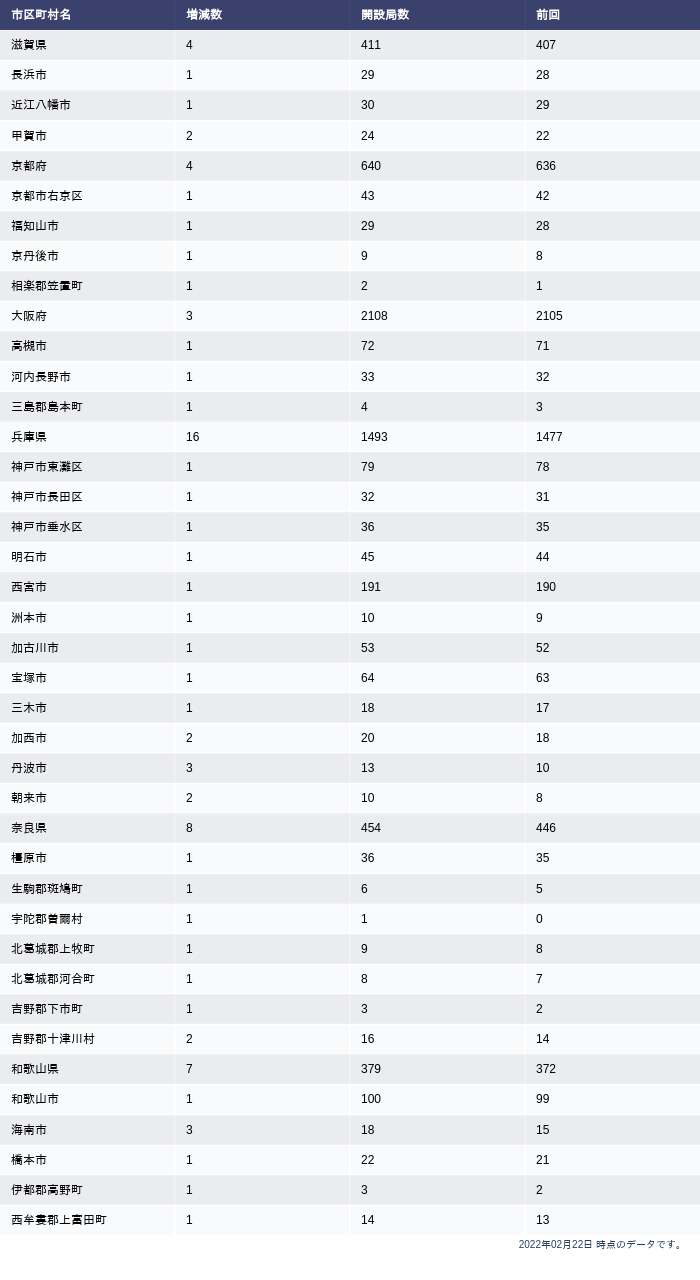 市区町村名 増減数 開設局数 前回
滋賀県 4 411 407
長浜市 1 29 28
近江八幡市 1 30 29
甲賀市 2 24 22
京都府 4 640 636
京都市右京区 1 43 42
福知山市 1 29 28
京丹後市 1 9 8
相楽郡笠置町 1 2 1
大阪府 3 2108 2105
高槻市 1 72 71
河内長野市 1 33 32
三島郡島本町 1 4 3
兵庫県 16 1493 1477
神戸市東灘区 1 79 78
神戸市長田区 1 32 31
神戸市垂水区 1 36 35
明石市 1 45 44
西宮市 1 191 190
洲本市 1 10 9
加古川市 1 53 52
宝塚市 1 64 63
三木市 1 18 17
加西市 2 20 18
丹波市 3 13 10
朝来市 2 10 8
奈良県 8 454 446
橿原市 1 36 35
生駒郡斑鳩町 1 6 5
宇陀郡曽爾村 1 1 0
北葛城郡上牧町 1 9 8
北葛城郡河合町 1 8 7
吉野郡下市町 1 3 2
吉野郡十津川村 2 16 14
和歌山県 7 379 372
和歌山市 1 100 99
海南市 3 18 15
橋本市 1 22 21
伊都郡高野町 1 3 2
西牟婁郡上富田町 1 14 13
2022年02月22日 時点のデータです。